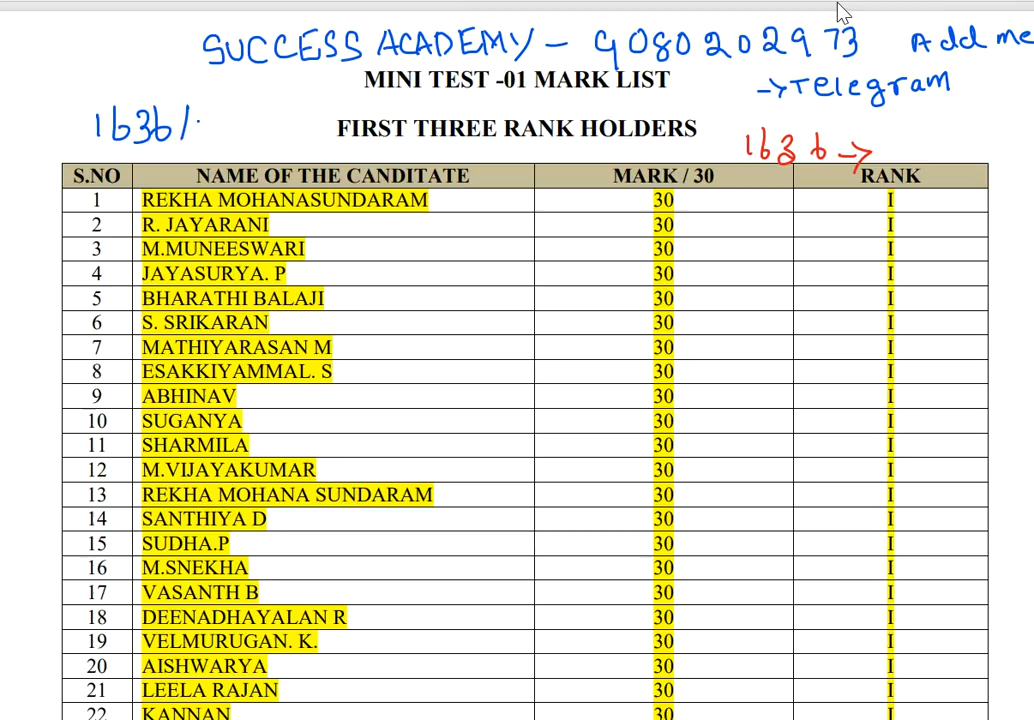 SUCCESS ACADEMY - 9080202973 Add me
MINI TEST -01 MARK LIST
→Telegram
1636/.
FIRST THREE RANK HOLDERS
1636→
S.NO NAME OF THE CANDITATE MARK / 30 RANK
1 REKHA MOHANASUNDARAM 30 I
2 R. JAYARANI 30 I
3 M.MUNEESWARI 30 I
4 JAYASURYA. P 30 I
5 BHARATHI BALAJI 30 I
6 S. SRIKARAN 30 I
7 MATHIYARASAN M 30 I
8 ESAKKIYAMMAL. S 30 I
9 ABHINAV 30 I
10 SUGANYA 30 I
11 SHARMILA 30 I
12 M.VIJAYAKUMAR 30 I
13 REKHA MOHANA SUNDARAM 30 I
14 SANTHIYA D 30 I
15 SUDHA.P 30 I
16 M.SNEKHA 30 I
17 VASANTH B 30 I
18 DEENADHAYALAN R 30 I
19 VELMURUGAN. K. 30 I
20 AISHWARYA 30 I
21 LEELA RAJAN 30 I
22 KANNAN 30 I